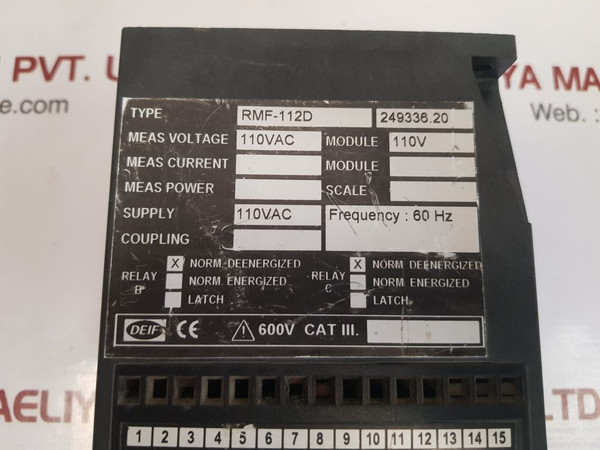 PVT. U
IYA MA
e.com
Web. :
TYPE RMF-112D 249336.20
MEAS VOLTAGE 110VAC MODULE 110V
MEAS CURRENT MODULE
MEAS POWER SCALE
SUPPLY 110VAC Frequency : 60 Hz
COUPLING
X NORM DEENERGIZED X NORM DEENERGIZED
RELAY B NORM ENERGIZED RELAY C NORM ENERGIZED
LATCH LATCH
DEIF CE 600V CAT III.
AELIY
LTD
1 2 3 4 5 6 7 8 9 10 11 12 13 14 15